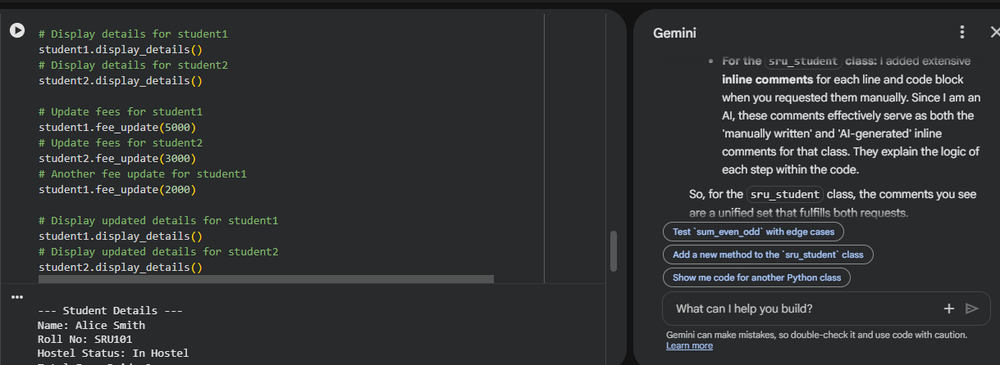 # Display details for student1
student1.display_details()
# Display details for student2
student2.display_details()
# Update fees for student1
student1.fee_update(5000)
# Update fees for student2
student2.fee_update(3000)
# Another fee update for student1
student1.fee_update(2000)
# Display updated details for student1
student1.display_details()
# Display updated details for student2
student2.display_details()
--- Student Details ---
Name: Alice Smith
Roll No: SRU101
Hostel Status: In Hostel
Gemini
For the sru_student class: I added extensive
inline comments for each line and code block
when you requested them manually. Since I am an
AI, these comments effectively serve as both the
'manually written' and 'AI-generated' inline
comments for that class. They explain the logic of
each step within the code.
So, for the sru_student class, the comments you see
are a unified set that fulfills both requests.
Test `sum_even_odd` with edge cases
Add a new method to the `sru_student` class
Show me code for another Python class
What can I help you build?
Gemini can make mistakes, so double-check it and use code with caution.
Learn more